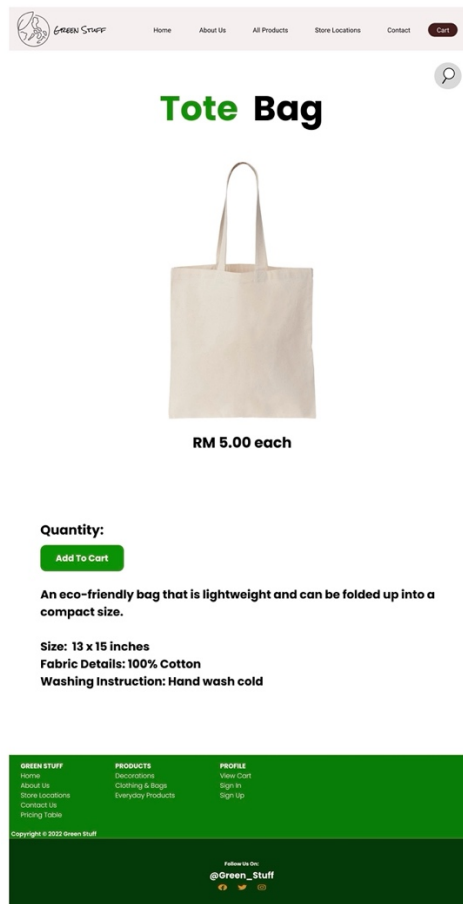 GREEN STUFF
Home About Us All Products Store Locations Contact Cart
Tote Bag
RM 5.00 each
Quantity:
Add To Cart
An eco-friendly bag that is lightweight and can be folded up into a
compact size.
Size: 13 x 15 inches
Fabric Details: 100% Cotton
Washing Instruction: Hand wash cold
GREEN STUFF
Home
About Us
Store Locations
Contact Us
Pricing Table
PRODUCTS
Decorations
Clothing & Bags
Everyday Products
PROFILE
View Cart
Sign In
Sign Up
Copyright © 2022 Green Stuff
Follow Us On:
@Green_Stuff